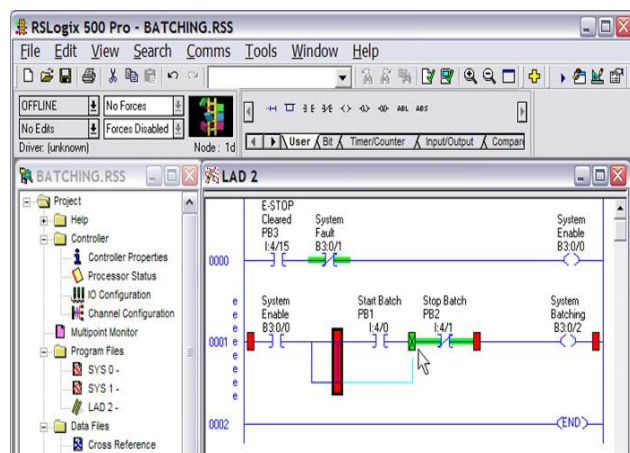 RSLogix 500 Pro - BATCHING.RSS
File Edit View Search Comms Tools Window Help
OFFLINE No Forces
No Edits Forces Disabled
Driver: (unknown) Node : 1d
ABL ABS
User Bit Timer/Counter Input/Output Compar
BATCHING.RSS
Project
Help
Controller
Controller Properties
Processor Status
IO Configuration
Channel Configuration
Multipoint Monitor
Program Files
SYS 0 -
SYS 1 -
LAD 2 -
Data Files
Cross Reference
LAD 2
E-STOP
Cleared System System
PB3 Fault Enable
I:4/15 B3:0/1 B3:0/0
0000
e
e System Start Batch Stop Batch System
e Enable PB1 PB2 Batching
e B3:0/0 I:4/0 I:4/1 B3:0/2
0001 e
e
e
e
e
0002 END